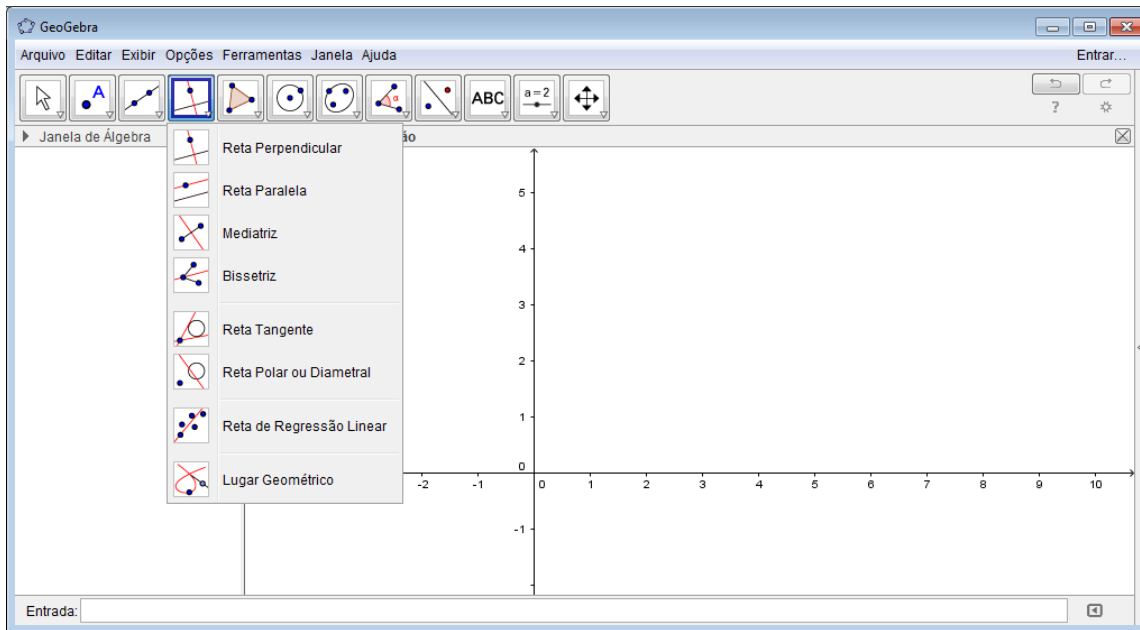 GeoGebra
Arquivo Editar Exibir Opções Ferramentas Janela Ajuda Entrar...
A α ABC a=2 ?
Janela de Álgebra ão
Reta Perpendicular
Reta Paralela
Mediatriz
Bissetriz
Reta Tangente
Reta Polar ou Diametral
Reta de Regressão Linear
Lugar Geométrico
5
4
3
2
1
0
-2 -1 0 1 2 3 4 5 6 7 8 9 10
-1
Entrada: